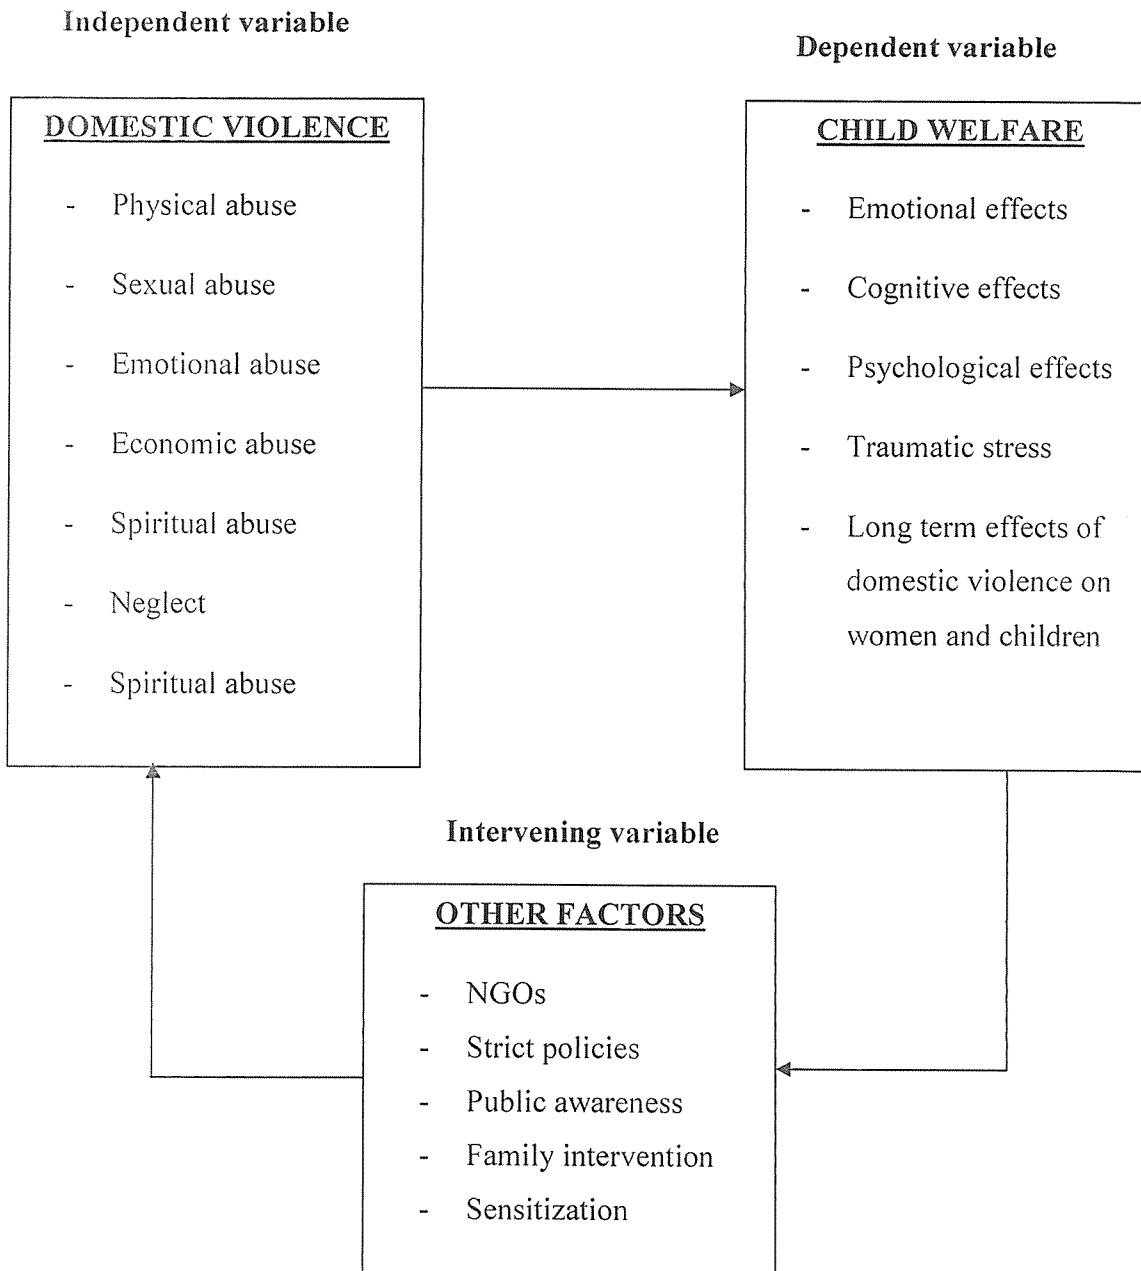 Independent variable
Dependent variable
DOMESTIC VIOLENCE
- Physical abuse
- Sexual abuse
- Emotional abuse
- Economic abuse
- Spiritual abuse
- Neglect
- Spiritual abuse
CHILD WELFARE
- Emotional effects
- Cognitive effects
- Psychological effects
- Traumatic stress
- Long term effects of
domestic violence on
women and children
Intervening variable
OTHER FACTORS
- NGOs
- Strict policies
- Public awareness
- Family intervention
- Sensitization